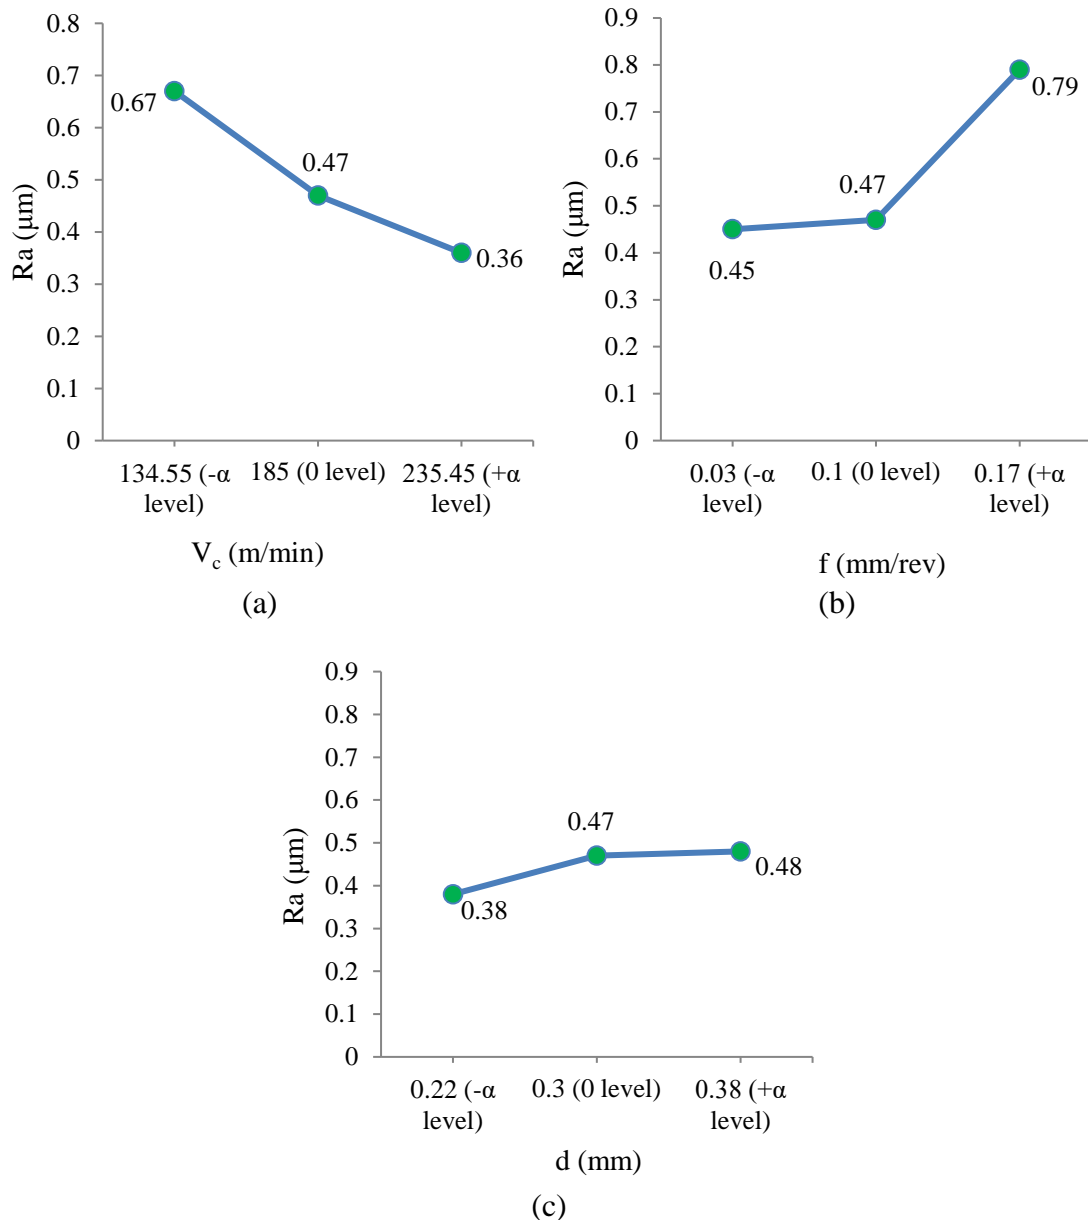 0.8
0.7
0.6
0.5
0.4
0.3
0.2
0.1
0
Ra (μm)
0.67
0.47
0.36
134.55 (-α level)
185 (0 level)
235.45 (+α level)
V_c (m/min)
(a)
0.9
0.8
0.7
0.6
0.5
0.4
0.3
0.2
0.1
0
Ra (μm)
0.45
0.47
0.79
0.03 (-α level)
0.1 (0 level)
0.17 (+α level)
f (mm/rev)
(b)
0.9
0.8
0.7
0.6
0.5
0.4
0.3
0.2
0.1
0
Ra (μm)
0.38
0.47
0.48
0.22 (-α level)
0.3 (0 level)
0.38 (+α level)
d (mm)
(c)